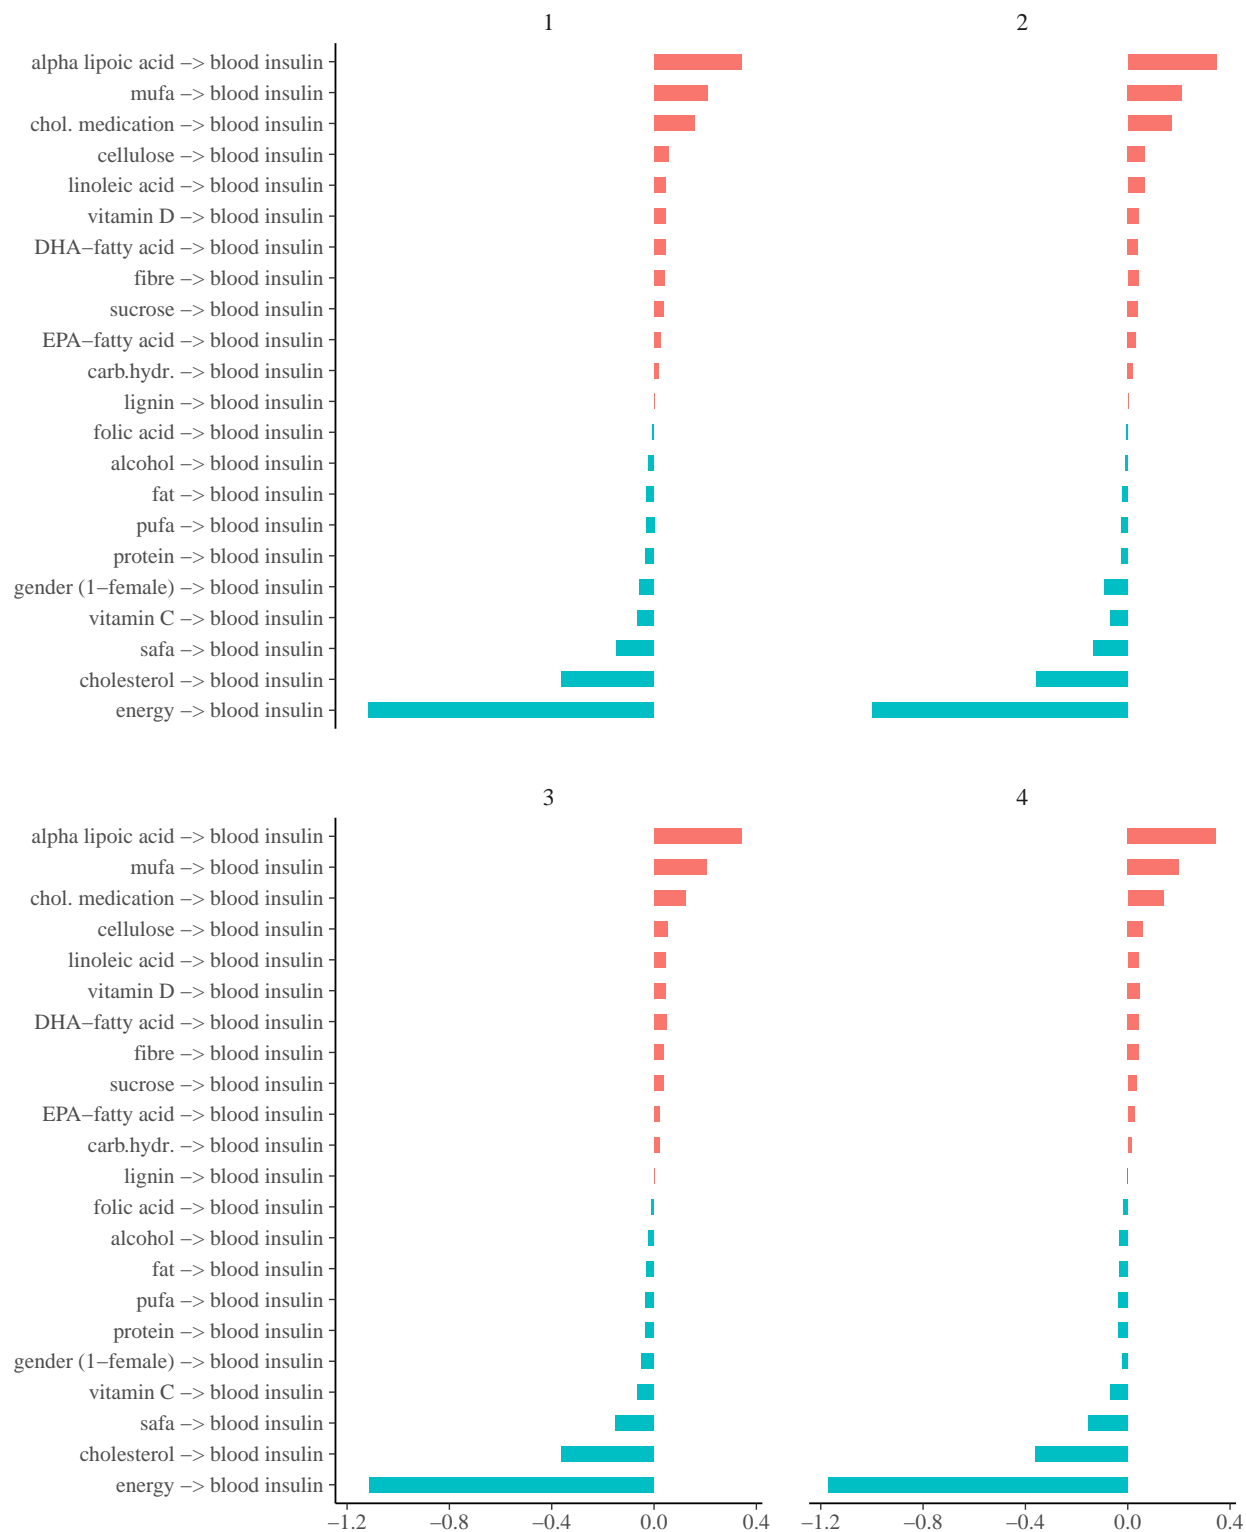 1
2
alpha lipoic acid −> blood insulin
mufa −> blood insulin
chol. medication −> blood insulin
cellulose −> blood insulin
linoleic acid −> blood insulin
vitamin D −> blood insulin
DHA−fatty acid −> blood insulin
fibre −> blood insulin
sucrose −> blood insulin
EPA−fatty acid −> blood insulin
carb.hydr. −> blood insulin
lignin −> blood insulin
folic acid −> blood insulin
alcohol −> blood insulin
fat −> blood insulin
pufa −> blood insulin
protein −> blood insulin
gender (1−female) −> blood insulin
vitamin C −> blood insulin
safa −> blood insulin
cholesterol −> blood insulin
energy −> blood insulin
3
4
alpha lipoic acid −> blood insulin
mufa −> blood insulin
chol. medication −> blood insulin
cellulose −> blood insulin
linoleic acid −> blood insulin
vitamin D −> blood insulin
DHA−fatty acid −> blood insulin
fibre −> blood insulin
sucrose −> blood insulin
EPA−fatty acid −> blood insulin
carb.hydr. −> blood insulin
lignin −> blood insulin
folic acid −> blood insulin
alcohol −> blood insulin
fat −> blood insulin
pufa −> blood insulin
protein −> blood insulin
gender (1−female) −> blood insulin
vitamin C −> blood insulin
safa −> blood insulin
cholesterol −> blood insulin
energy −> blood insulin
−1.2 −0.8 −0.4 0.0 0.4
−1.2 −0.8 −0.4 0.0 0.4